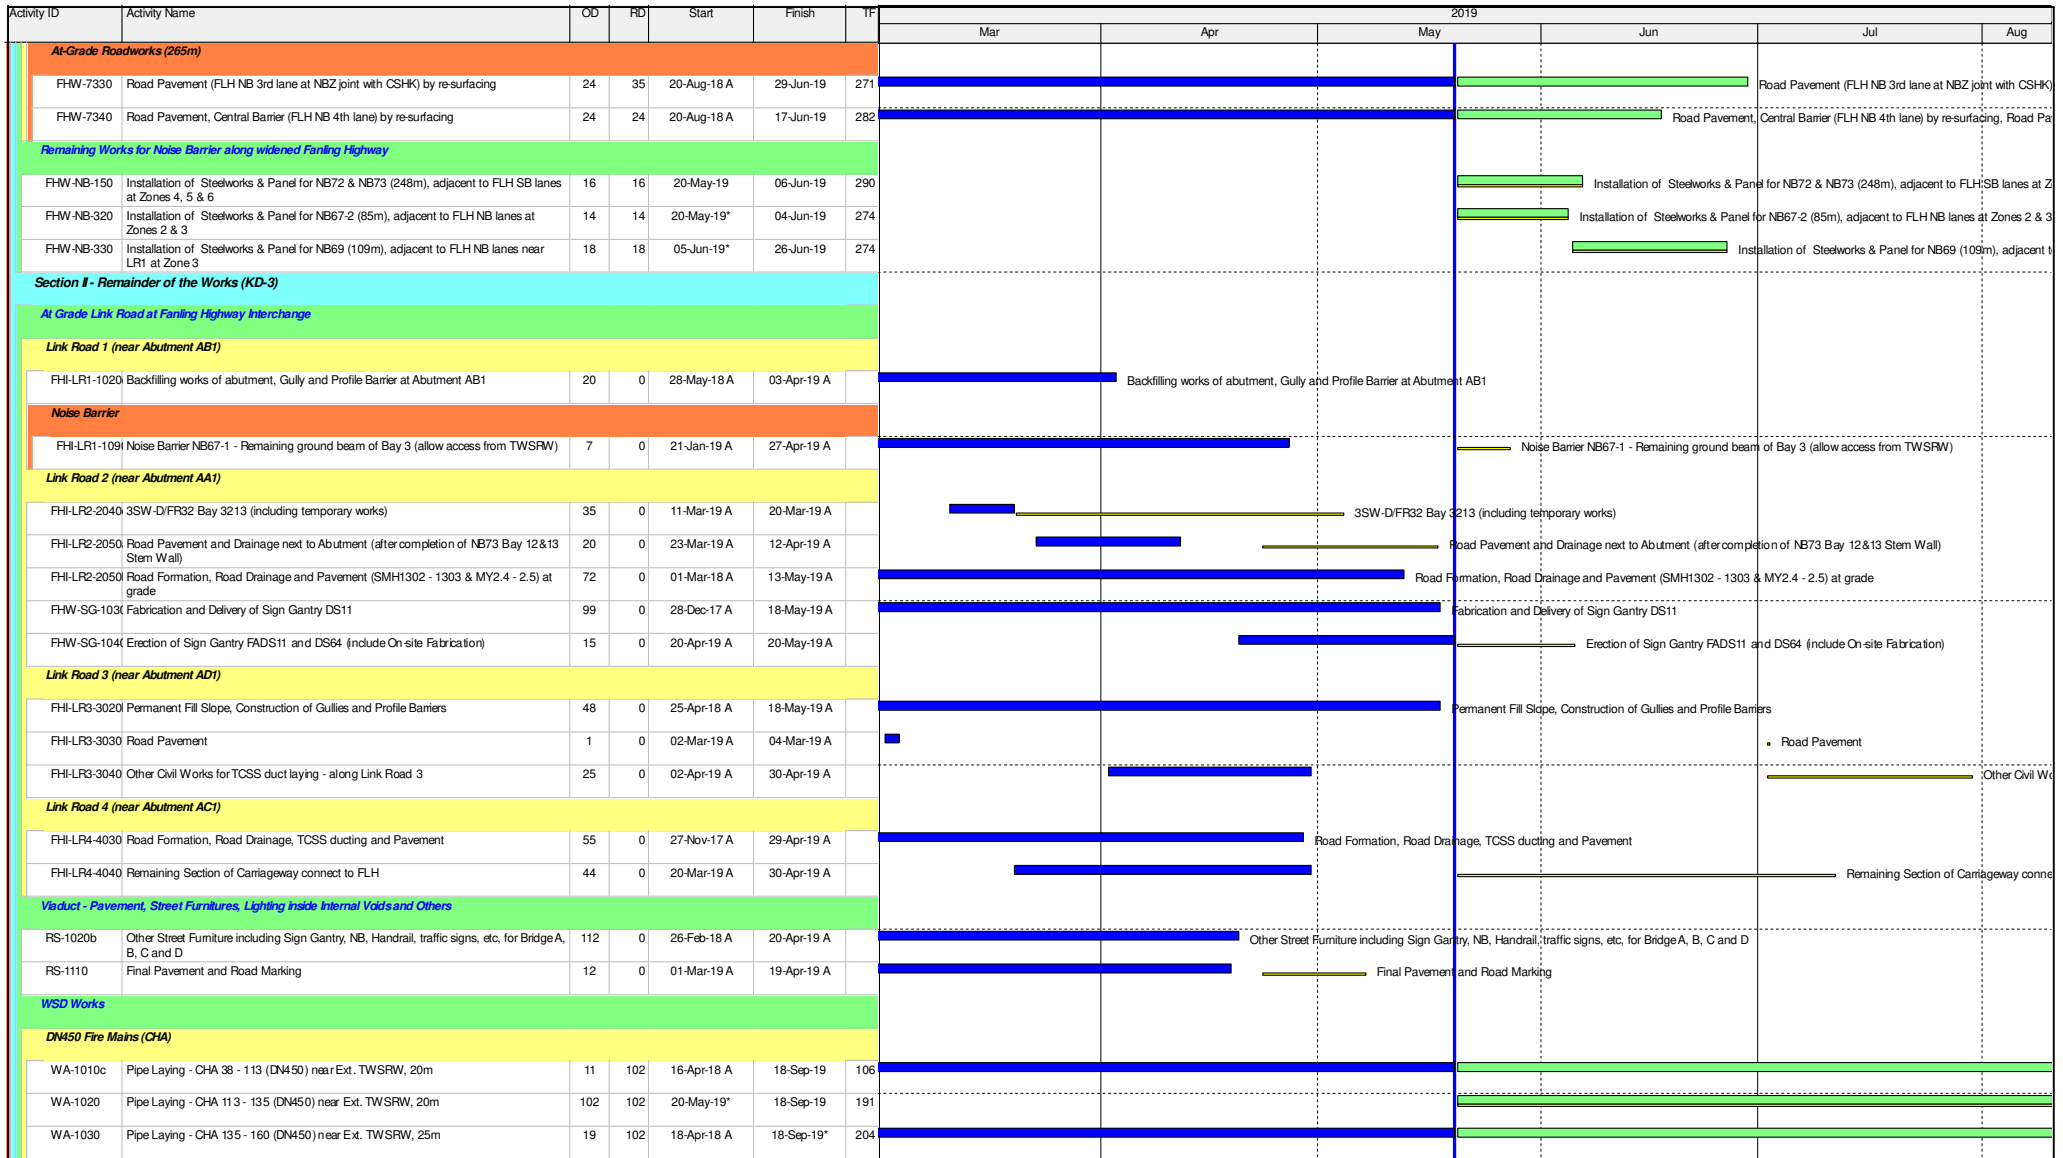 Activity ID Activity Name OD RD Start Finish TF 2019
Mar Apr May Jun Jul Aug
At-Grade Roadworks (265m)
FHW-7330 Road Pavement (FLH NB 3rd lane at NBZ joint with CSHK) by re-surfacing 24 35 20-Aug-18 A 29-Jun-19 271 Road Pavement (FLH NB 3rd lane at NBZ joint with CSHK)
FHW-7340 Road Pavement, Central Barrier (FLH NB 4th lane) by re-surfacing 24 24 20-Aug-18 A 17-Jun-19 282 Road Pavement, Central Barrier (FLH NB 4th lane) by re-surfacing, Road Pa
Remaining Works for Noise Barrier along widened Fanling Highway
FHW-NB-150 Installation of Steelworks & Panel for NB72 & NB73 (248m), adjacent to FLH SB lanes 16 16 20-May-19 06-Jun-19 290 Installation of Steelworks & Panel for NB72 & NB73 (248m), adjacent to FLH SB lanes at Z
at Zones 4, 5 & 6
FHW-NB-320 Installation of Steelworks & Panel for NB67-2 (85m), adjacent to FLH NB lanes at 14 14 20-May-19* 04-Jun-19 274 Installation of Steelworks & Panel for NB67-2 (85m), adjacent to FLH NB lanes at Zones 2 & 3
Zones 2 & 3
FHW-NB-330 Installation of Steelworks & Panel for NB69 (109m), adjacent to FLH NB lanes near 18 18 05-Jun-19* 26-Jun-19 274 Installation of Steelworks & Panel for NB69 (109m), adjacent t
LR1 at Zone 3
Section II - Remainder of the Works (KD-3)
At Grade Link Road at Fanling Highway Interchange
Link Road 1 (near Abutment AB1)
FHI-LR1-1020 Backfilling works of abutment, Gully and Profile Barrier at Abutment AB1 20 0 28-May-18 A 03-Apr-19 A Backfilling works of abutment, Gully and Profile Barrier at Abutment AB1
Noise Barrier
FHI-LR1-109 Noise Barrier NB67-1 - Remaining ground beam of Bay 3 (allow access from TWSRW) 7 0 21-Jan-19 A 27-Apr-19 A Noise Barrier NB67-1 - Remaining ground beam of Bay 3 (allow access from TWSRW)
Link Road 2 (near Abutment AA1)
FHI-LR2-2040 3SW-D/FR32 Bay 3213 (including temporary works) 35 0 11-Mar-19 A 20-Mar-19 A 3SW-D/FR32 Bay 3213 (including temporary works)
FHI-LR2-2050 Road Pavement and Drainage next to Abutment (after completion of NB73 Bay 12&13 20 0 23-Mar-19 A 12-Apr-19 A Road Pavement and Drainage next to Abutment (after completion of NB73 Bay 12&13 Stem Wall)
Stem Wall)
FHI-LR2-2050 Road Formation, Road Drainage and Pavement (SMH1302 - 1303 & MY2.4 - 2.5) at 72 0 01-Mar-18 A 13-May-19 A Road Formation, Road Drainage and Pavement (SMH1302 - 1303 & MY2.4 - 2.5) at grade
grade
FHW-SG-103 Fabrication and Delivery of Sign Gantry DS11 99 0 28-Dec-17 A 18-May-19 A Fabrication and Delivery of Sign Gantry DS11
FHW-SG-104 Erection of Sign Gantry FADS11 and DS64 (include On-site Fabrication) 15 0 20-Apr-19 A 20-May-19 A Erection of Sign Gantry FADS11 and DS64 (include On-site Fabrication)
Link Road 3 (near Abutment AD1)
FHI-LR3-3020 Permanent Fill Slope, Construction of Gullies and Profile Barriers 48 0 25-Apr-18 A 18-May-19 A Permanent Fill Slope, Construction of Gullies and Profile Barriers
FHI-LR3-3030 Road Pavement 1 0 02-Mar-19 A 04-Mar-19 A Road Pavement
FHI-LR3-3040 Other Civil Works for TCSS duct laying - along Link Road 3 25 0 02-Apr-19 A 30-Apr-19 A Other Civil Wo
Link Road 4 (near Abutment AC1)
FHI-LR4-4030 Road Formation, Road Drainage, TCSS ducting and Pavement 55 0 27-Nov-17 A 29-Apr-19 A Road Formation, Road Drainage, TCSS ducting and Pavement
FHI-LR4-4040 Remaining Section of Carriageway connect to FLH 44 0 20-Mar-19 A 30-Apr-19 A Remaining Section of Carriageway conne
Viaduct - Pavement, Street Furnitures, Lighting inside Internal Voids and Others
RS-1020b Other Street Furniture including Sign Gantry, NB, Handrail, traffic signs, etc, for Bridge A, 112 0 26-Feb-18 A 20-Apr-19 A Other Street Furniture including Sign Gantry, NB, Handrail, traffic signs, etc, for Bridge A, B, C and D
B, C and D
RS-1110 Final Pavement and Road Marking 12 0 01-Mar-19 A 19-Apr-19 A Final Pavement and Road Marking
WSD Works
DN450 Fire Mains (CHA)
WA-1010c Pipe Laying - CHA 38 - 113 (DN450) near Ext. TWSRW, 20m 11 102 16-Apr-18 A 18-Sep-19 106
WA-1020 Pipe Laying - CHA 113 - 135 (DN450) near Ext. TWSRW, 20m 102 102 20-May-19* 18-Sep-19 191
WA-1030 Pipe Laying - CHA 135 - 160 (DN450) near Ext. TWSRW, 25m 19 102 18-Apr-18 A 18-Sep-19* 204